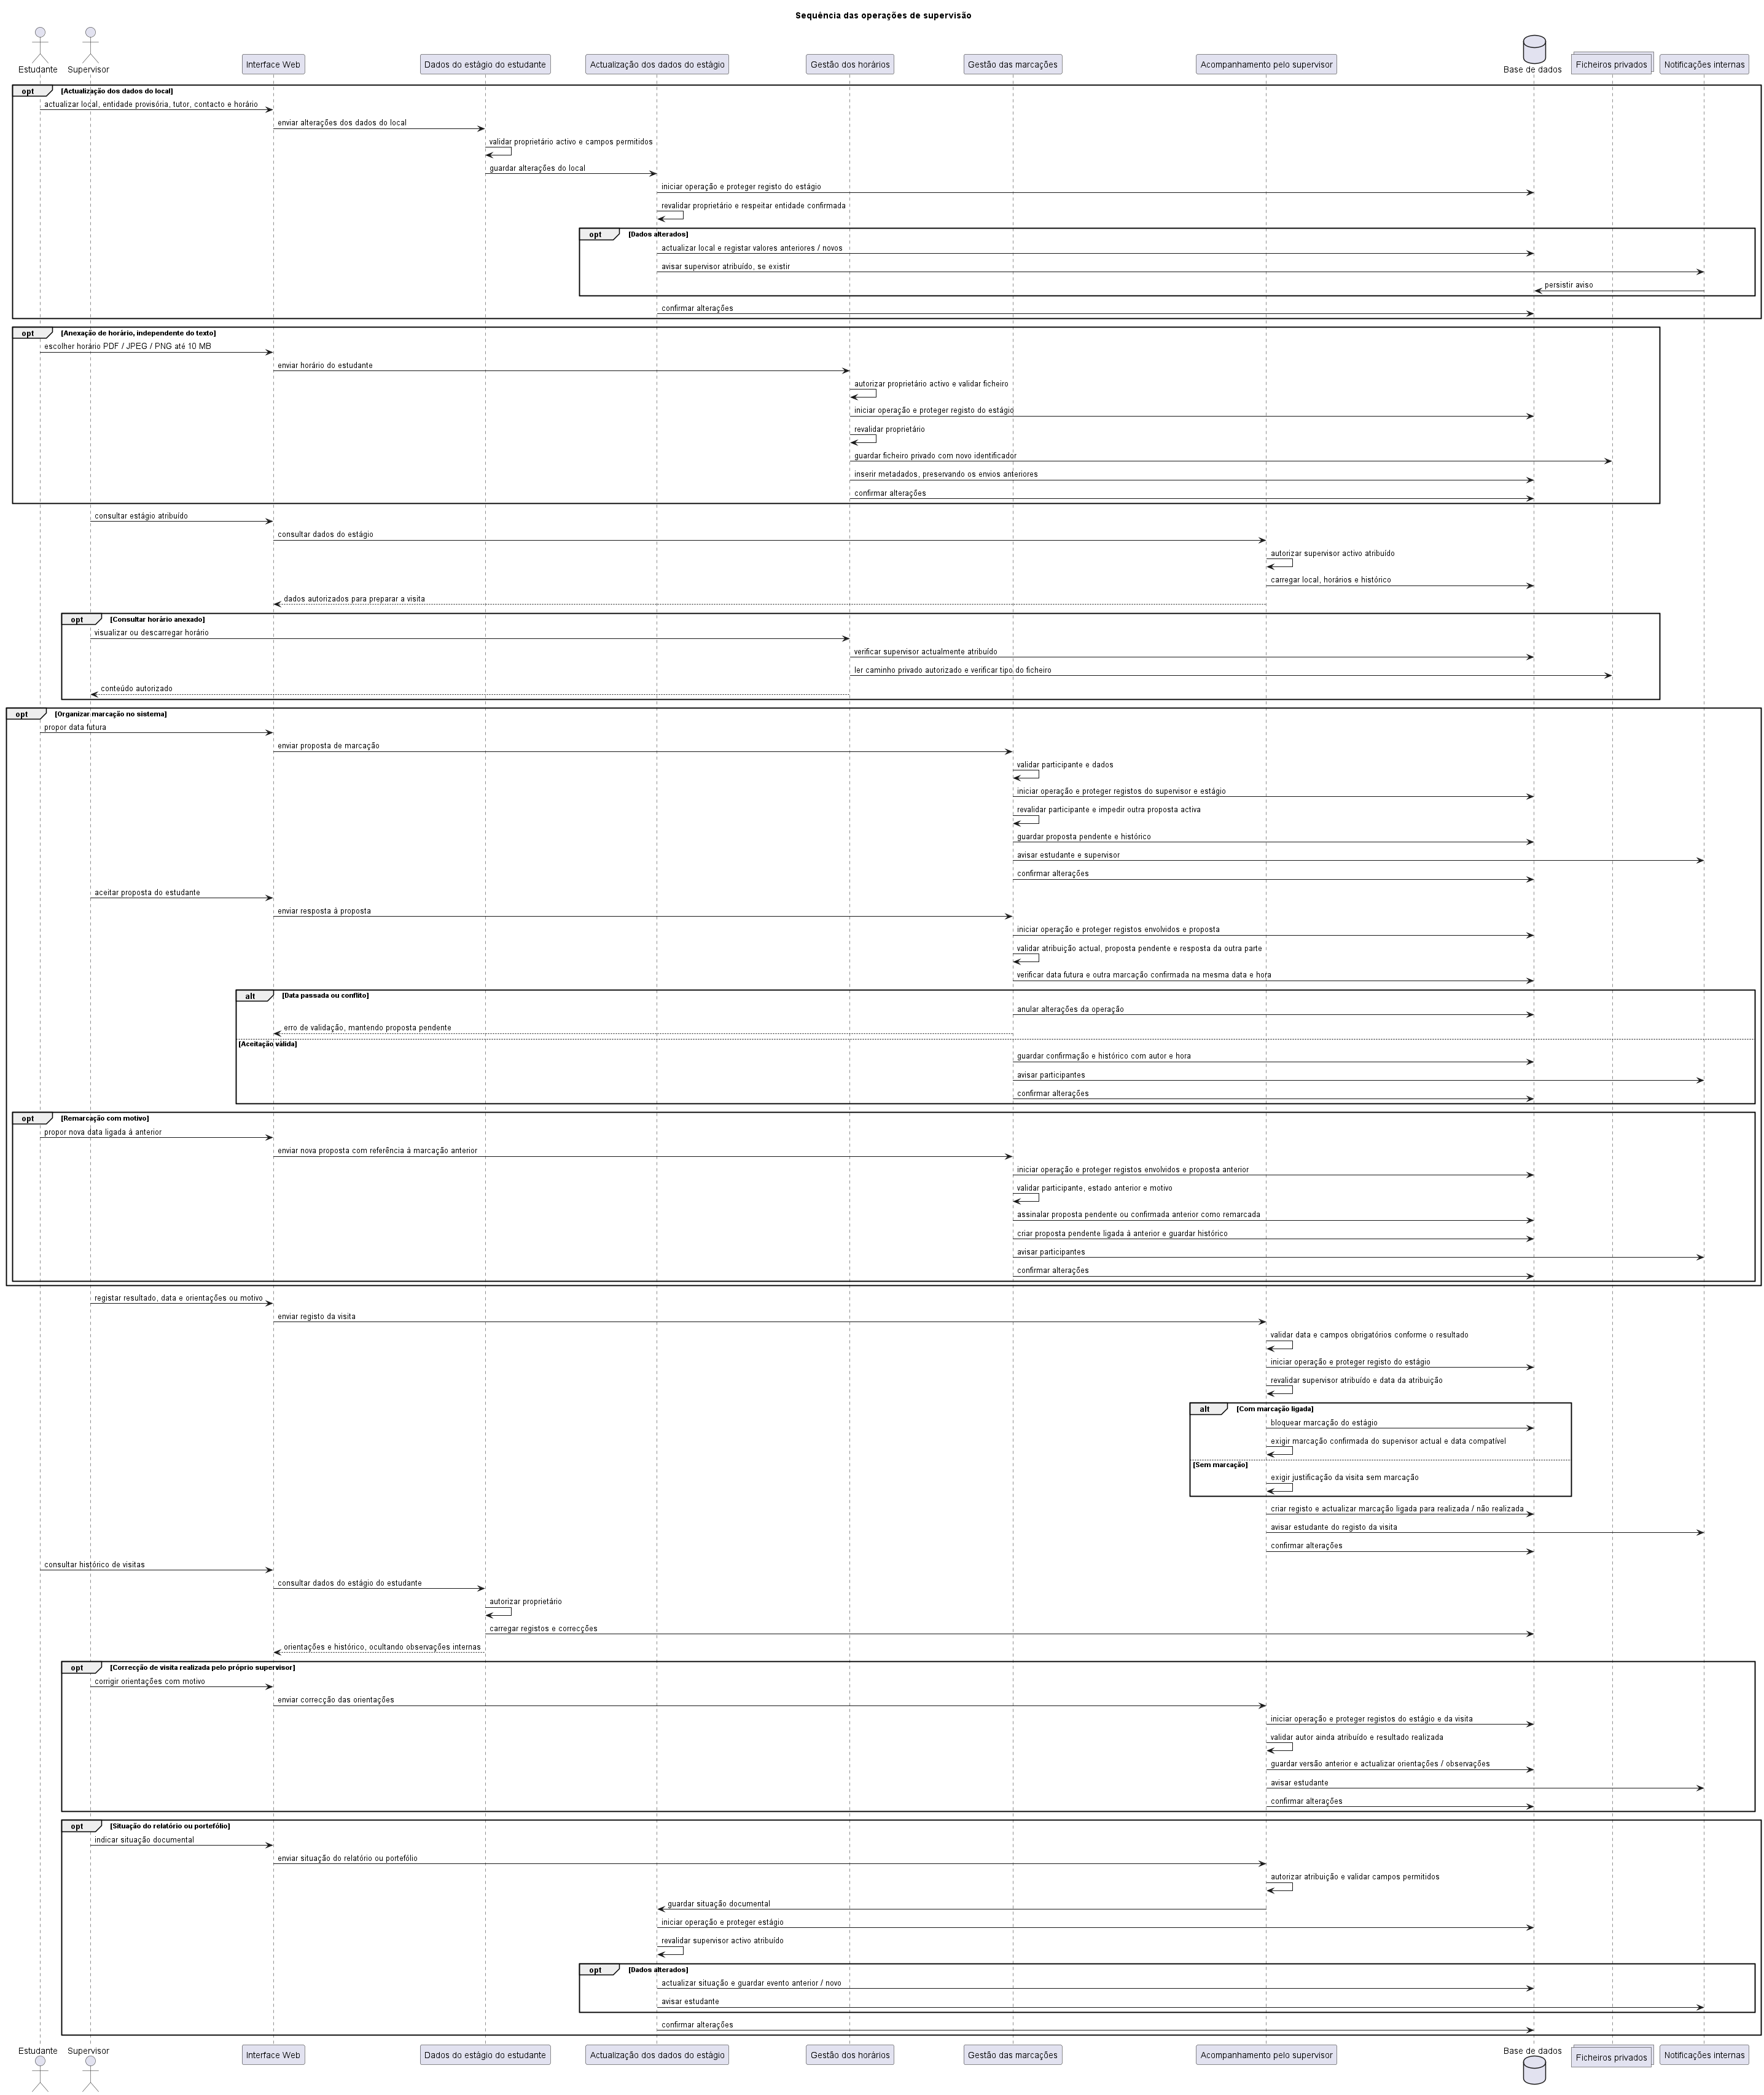 Sequência das operações de supervisão
Estudante
Supervisor
Interface Web
Dados do estágio do estudante
Actualização dos dados do estágio
Gestão dos horários
Gestão das marcações
Acompanhamento pelo supervisor
Base de dados
Ficheiros privados
Notificações internas
opt [Actualização dos dados do local]
actualizar local, entidade provisória, tutor, contacto e horário
enviar alterações dos dados do local
validar proprietário activo e campos permitidos
guardar alterações do local
iniciar operação e proteger registo do estágio
revalidar proprietário e respeitar entidade confirmada
opt [Dados alterados]
actualizar local e registar valores anteriores / novos
avisar supervisor atribuído, se existir
persistir aviso
confirmar alterações
opt [Anexação de horário, independente do texto]
escolher horário PDF / JPEG / PNG até 10 MB
enviar horário do estudante
autorizar proprietário activo e validar ficheiro
iniciar operação e proteger registo do estágio
revalidar proprietário
guardar ficheiro privado com novo identificador
inserir metadados, preservando os envios anteriores
confirmar alterações
consultar estágio atribuído
consultar dados do estágio
autorizar supervisor activo atribuído
carregar local, horários e histórico
dados autorizados para preparar a visita
opt [Consultar horário anexado]
visualizar ou descarregar horário
verificar supervisor actualmente atribuído
ler caminho privado autorizado e verificar tipo do ficheiro
conteúdo autorizado
opt [Organizar marcação no sistema]
propor data futura
enviar proposta de marcação
validar participante e dados
iniciar operação e proteger registos do supervisor e estágio
revalidar participante e impedir outra proposta activa
guardar proposta pendente e histórico
avisar estudante e supervisor
confirmar alterações
aceitar proposta do estudante
enviar resposta à proposta
iniciar operação e proteger registos envolvidos e proposta
validar atribuição actual, proposta pendente e resposta da outra parte
verificar data futura e outra marcação confirmada na mesma data e hora
alt [Data passada ou conflito]
anular alterações da operação
erro de validação, mantendo proposta pendente
[Aceitação válida]
guardar confirmação e histórico com autor e hora
avisar participantes
confirmar alterações
opt [Remarcação com motivo]
propor nova data ligada à anterior
enviar nova proposta com referência à marcação anterior
iniciar operação e proteger registos envolvidos e proposta anterior
validar participante, estado anterior e motivo
assinalar proposta pendente ou confirmada anterior como remarcada
criar proposta pendente ligada à anterior e guardar histórico
avisar participantes
confirmar alterações
registar resultado, data e orientações ou motivo
enviar registo da visita
validar data e campos obrigatórios conforme o resultado
iniciar operação e proteger registo do estágio
revalidar supervisor atribuído e data da atribuição
alt [Com marcação ligada]
bloquear marcação do estágio
exigir marcação confirmada do supervisor actual e data compatível
[Sem marcação]
exigir justificação da visita sem marcação
criar registo e actualizar marcação ligada para realizada / não realizada
avisar estudante do registo da visita
confirmar alterações
consultar histórico de visitas
consultar dados do estágio do estudante
autorizar proprietário
carregar registos e correcções
orientações e histórico, ocultando observações internas
opt [Correcção de visita realizada pelo próprio supervisor]
corrigir orientações com motivo
enviar correcção das orientações
iniciar operação e proteger registos do estágio e da visita
validar autor ainda atribuído e resultado realizada
guardar versão anterior e actualizar orientações / observações
avisar estudante
confirmar alterações
opt [Situação do relatório ou portefólio]
indicar situação documental
enviar situação do relatório ou portefólio
autorizar atribuição e validar campos permitidos
guardar situação documental
iniciar operação e proteger estágio
revalidar supervisor activo atribuído
opt [Dados alterados]
actualizar situação e guardar evento anterior / novo
avisar estudante
confirmar alterações
Estudante
Supervisor
Interface Web
Dados do estágio do estudante
Actualização dos dados do estágio
Gestão dos horários
Gestão das marcações
Acompanhamento pelo supervisor
Base de dados
Ficheiros privados
Notificações internas